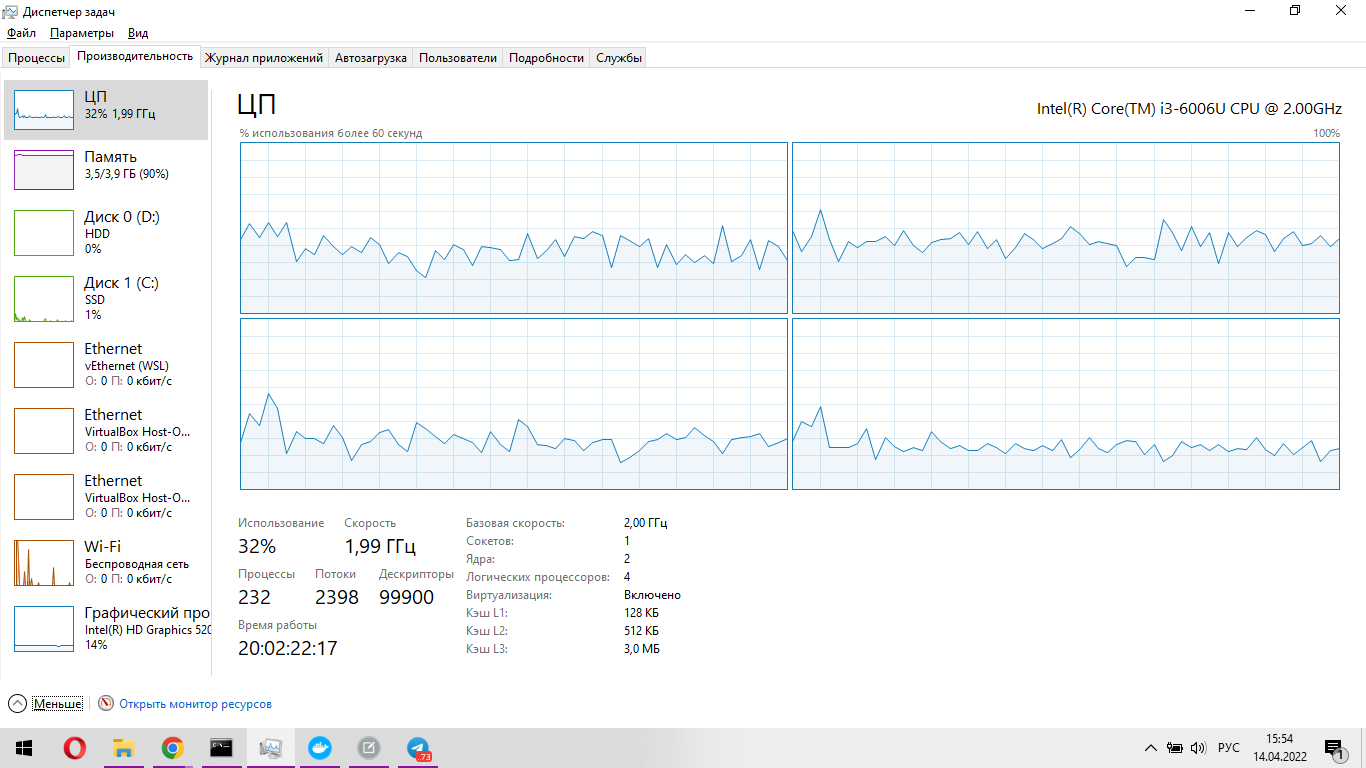 Диспетчер задач
Файл Параметры Вид
Процессы Производительность Журнал приложений Автозагрузка Пользователи Подробности Службы
ЦП
32% 1,99 ГГц
Память
3,5/3,9 ГБ (90%)
Диск 0 (D:)
HDD
0%
Диск 1 (C:)
SSD
1%
Ethernet
vEthernet (WSL)
О: 0 П: 0 кбит/с
Ethernet
VirtualBox Host-O...
О: 0 П: 0 кбит/с
Ethernet
VirtualBox Host-O...
О: 0 П: 0 кбит/с
Wi-Fi
Беспроводная сеть
О: 0 П: 0 кбит/с
Графический про
Intel(R) HD Graphics 520
14%
ЦП
Intel(R) Core(TM) i3-6006U CPU @ 2.00GHz
% использования более 60 секунд 100%
Использование Скорость
32% 1,99 ГГц
Процессы Потоки Дескрипторы
232 2398 99900
Время работы
20:02:22:17
Базовая скорость: 2,00 ГГц
Сокетов: 1
Ядра: 2
Логических процессоров: 4
Виртуализация: Включено
Кэш L1: 128 КБ
Кэш L2: 512 КБ
Кэш L3: 3,0 МБ
Меньше Открыть монитор ресурсов
73
РУС
15:54
14.04.2022
1